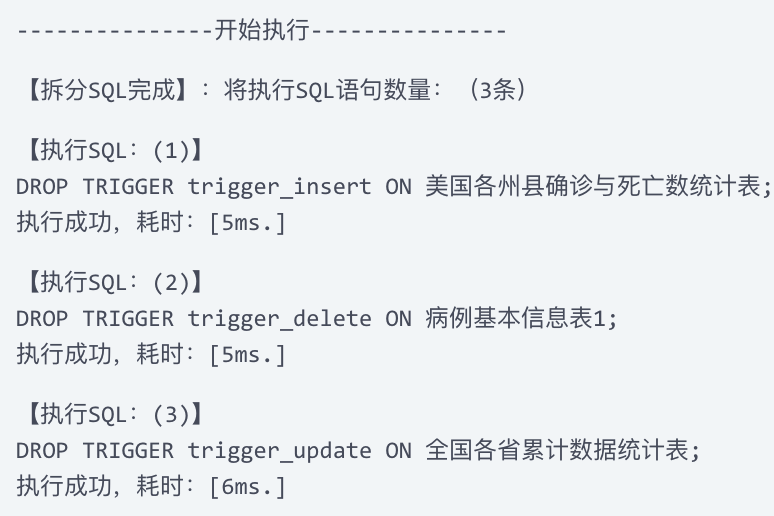 ---------------开始执行---------------
【拆分SQL完成】：将执行SQL语句数量：（3条）
【执行SQL：(1)】
DROP TRIGGER trigger_insert ON 美国各州县确诊与死亡数统计表;
执行成功，耗时：[5ms.]
【执行SQL：(2)】
DROP TRIGGER trigger_delete ON 病例基本信息表1;
执行成功，耗时：[5ms.]
【执行SQL：(3)】
DROP TRIGGER trigger_update ON 全国各省累计数据统计表;
执行成功，耗时：[6ms.]